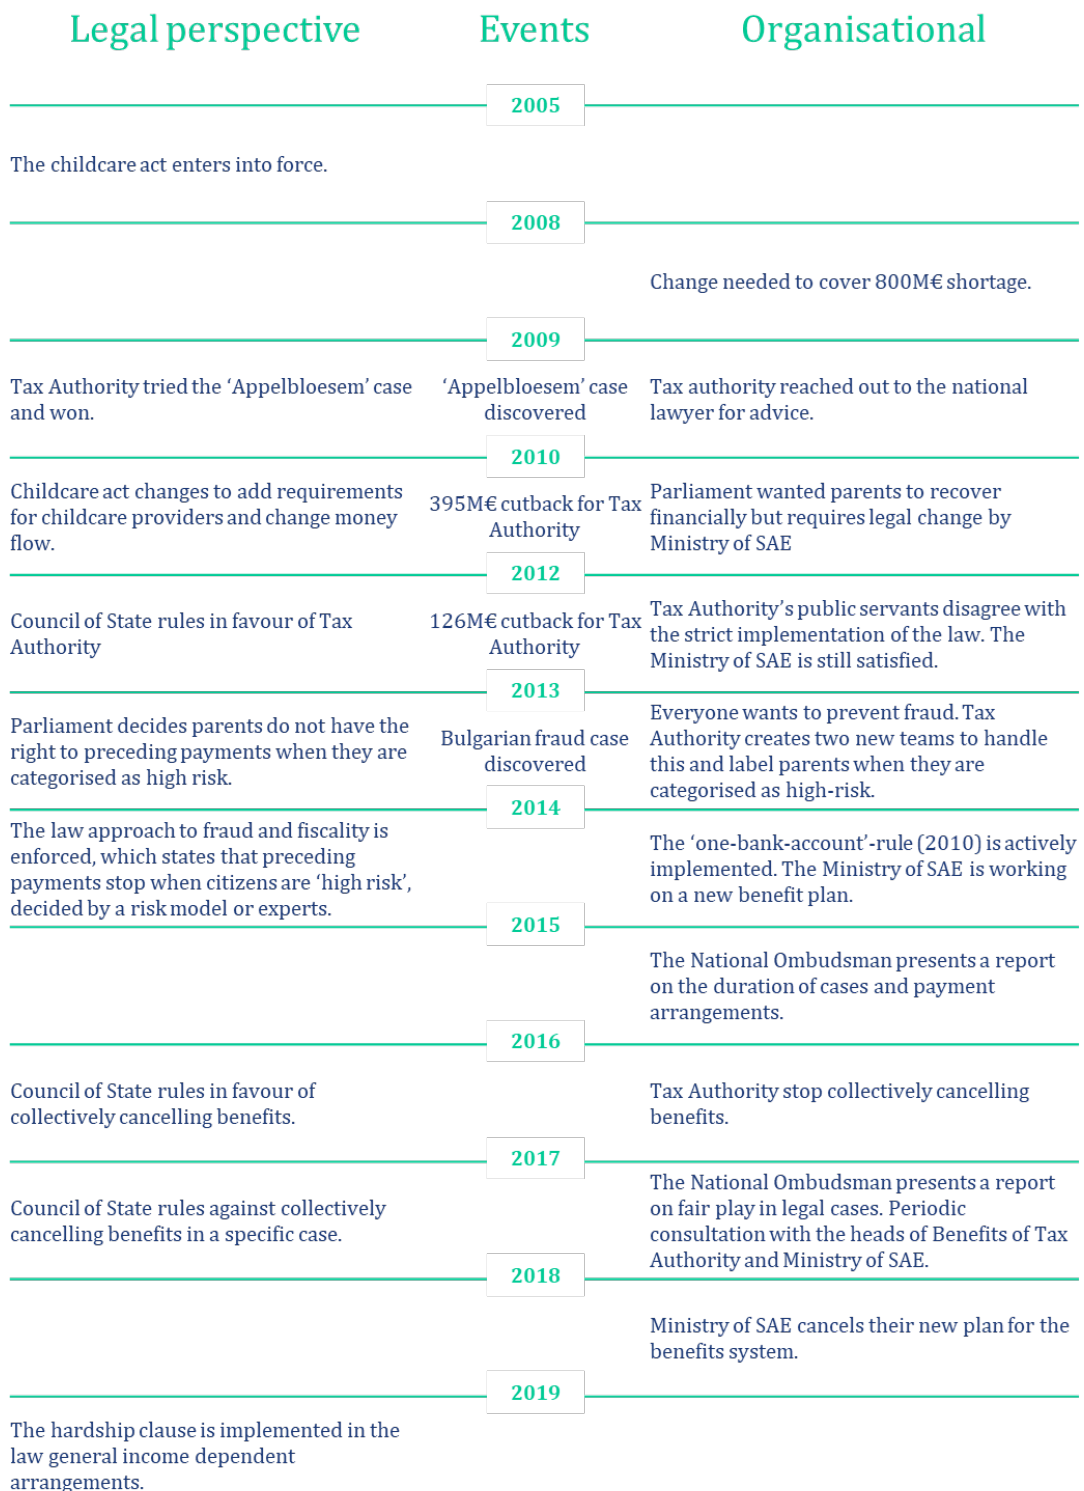 Legal perspective
Events
Organisational
2005
The childcare act enters into force.
2008
Change needed to cover 800M€ shortage.
2009
Tax Authority tried the ‘Appelbloesem’ case
and won.
‘Appelbloesem’ case
discovered
Tax authority reached out to the national
lawyer for advice.
2010
Childcare act changes to add requirements
for childcare providers and change money
flow.
395M€ cutback for Tax
Authority
Parliament wanted parents to recover
financially but requires legal change by
Ministry of SAE
2012
Council of State rules in favour of Tax
Authority
126M€ cutback for Tax
Authority
Tax Authority’s public servants disagree with
the strict implementation of the law. The
Ministry of SAE is still satisfied.
2013
Parliament decides parents do not have the
right to preceding payments when they are
categorised as high risk.
Bulgarian fraud case
discovered
Everyone wants to prevent fraud. Tax
Authority creates two new teams to handle
this and label parents when they are
categorised as high-risk.
2014
The law approach to fraud and fiscality is
enforced, which states that preceding
payments stop when citizens are ‘high risk’,
decided by a risk model or experts.
The ‘one-bank-account’-rule (2010) is actively
implemented. The Ministry of SAE is working
on a new benefit plan.
2015
The National Ombudsman presents a report
on the duration of cases and payment
arrangements.
2016
Council of State rules in favour of
collectively cancelling benefits.
Tax Authority stop collectively cancelling
benefits.
2017
Council of State rules against collectively
cancelling benefits in a specific case.
The National Ombudsman presents a report
on fair play in legal cases. Periodic
consultation with the heads of Benefits of Tax
Authority and Ministry of SAE.
2018
Ministry of SAE cancels their new plan for the
benefits system.
2019
The hardship clause is implemented in the
law general income dependent
arrangements.